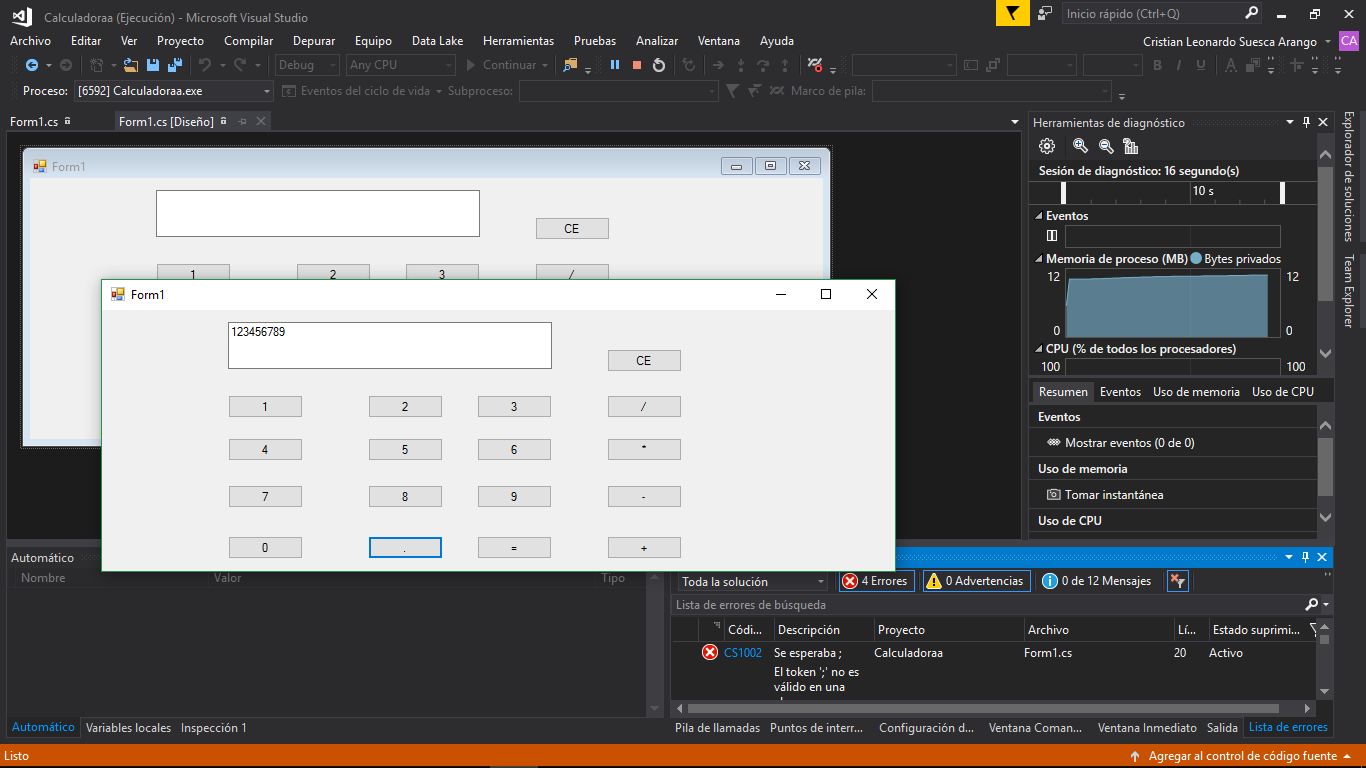 Calculadoraa (Ejecución) - Microsoft Visual Studio
Inicio rápido (Ctrl+Q)
Archivo Editar Ver Proyecto Compilar Depurar Equipo Data Lake Herramientas Pruebas Analizar Ventana Ayuda
Cristian Leonardo Suesca Arango CA
Debug Any CPU Continuar
B I U A
Proceso: [6592] Calculadoraa.exe Eventos del ciclo de vida Subproceso: Marco de pila:
Form1.cs Form1.cs [Diseño]
Form1
CE
1 2 3 /
Form1
123456789
CE
1 2 3 /
4 5 6 *
7 8 9 -
0 . = +
Herramientas de diagnóstico
Sesión de diagnóstico: 16 segundo(s)
10 s
Eventos
Memoria de proceso (MB) Bytes privados
12 12
0 0
CPU (% de todos los procesadores)
100 100
Resumen Eventos Uso de memoria Uso de CPU
Eventos
Mostrar eventos (0 de 0)
Uso de memoria
Tomar instantánea
Uso de CPU
Explorador de soluciones
Team Explorer
Automático
Nombre Valor Tipo
Toda la solución 4 Errores 0 Advertencias 0 de 12 Mensajes
Lista de errores de búsqueda
Códi... Descripción Proyecto Archivo Lí... Estado suprimi...
CS1002 Se esperaba ; Calculadoraa Form1.cs 20 Activo
El token ';' no es
válido en una
Automático Variables locales Inspección 1
Pila de llamadas Puntos de interr... Configuración d... Ventana Coman... Ventana Inmediato Salida Lista de errores
Listo
Agregar al control de código fuente